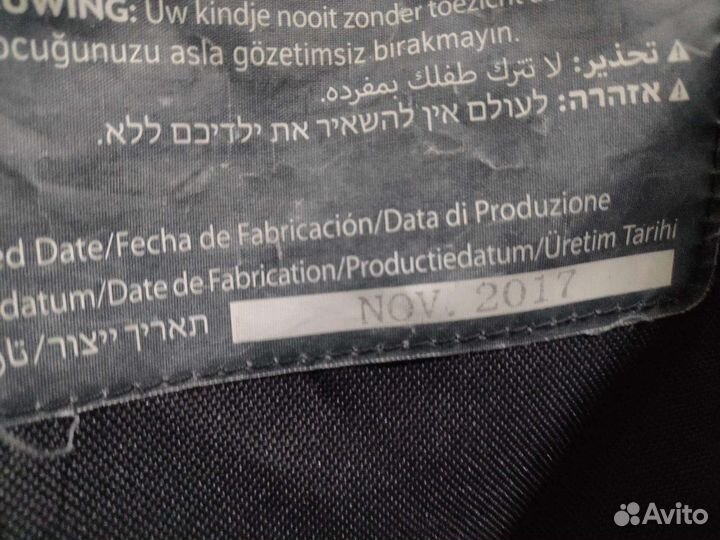 Uw kindje nooit zonder toezicht
asla gözetimsiz bırakmayın.
⚠ تحذير: لا تترك طفلك بمفرده.
⚠ אזהרה: לעולם אין להשאיר את ילדיכם ללא.
Date/Fecha de Fabricación/Data di Produzione
datum/Date de Fabrication/Productiedatum/Üretim Tarihi
תאריך ייצור/
NOV. 2017
Avito